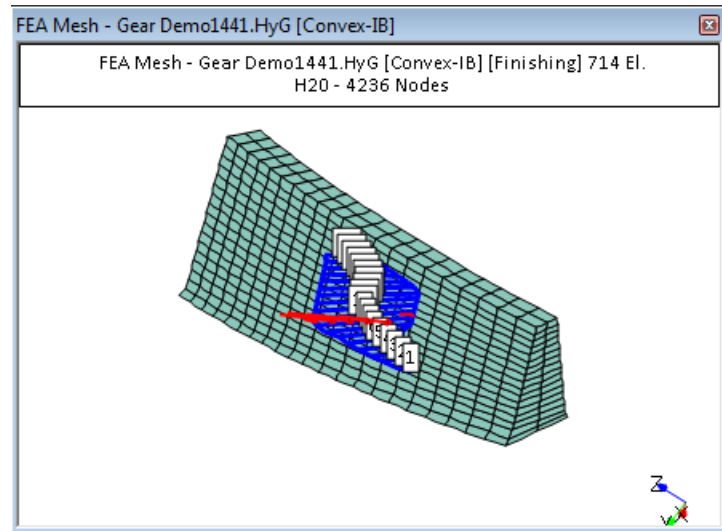 FEA Mesh - Gear Demo1441.HyG [Convex-IB]
FEA Mesh - Gear Demo1441.HyG [Convex-IB] [Finishing] 714 El.
H20 - 4236 Nodes
1
Z
X
Y